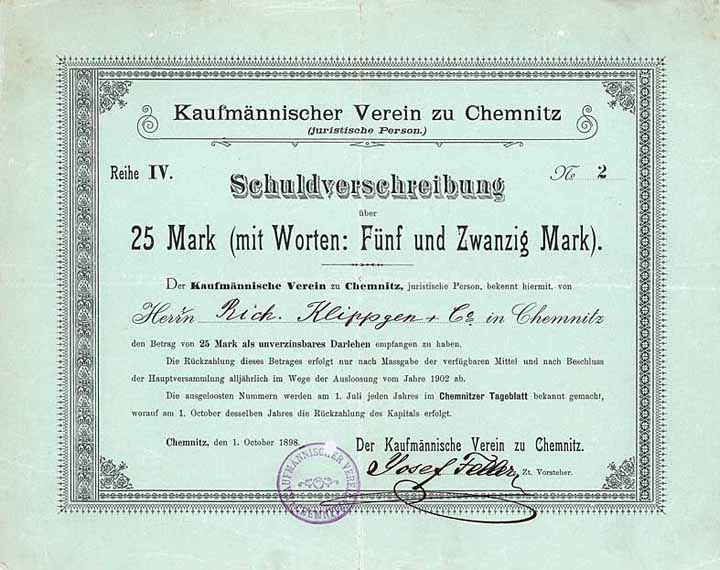 Kaufmännischer Verein zu Chemnitz
(juristische Person.)
Reihe IV. № 2
Schuldverschreibung
über
25 Mark (mit Worten: Fünf und Zwanzig Mark).
Der Kaufmännische Verein zu Chemnitz, juristische Person, bekennt hiermit, von
Herrn Rich. Klippgen + Co in Chemnitz
den Betrag von 25 Mark als unverzinsbares Darlehen empfangen zu haben.
Die Rückzahlung dieses Betrages erfolgt nur nach Massgabe der verfügbaren Mittel und nach Beschluss
der Hauptversammlung alljährlich im Wege der Ausloosung vom Jahre 1902 ab.
Die ausgeloosten Nummern werden am 1. Juli jeden Jahres im Chemnitzer Tageblatt bekannt gemacht,
worauf am 1. October desselben Jahres die Rückzahlung des Kapitals erfolgt.
Chemnitz, den 1. October 1898.
Der Kaufmännische Verein zu Chemnitz.
Josef Feller, Zt. Vorsteher.
KAUFMÄNNISCHER VEREIN
CHEMNITZ